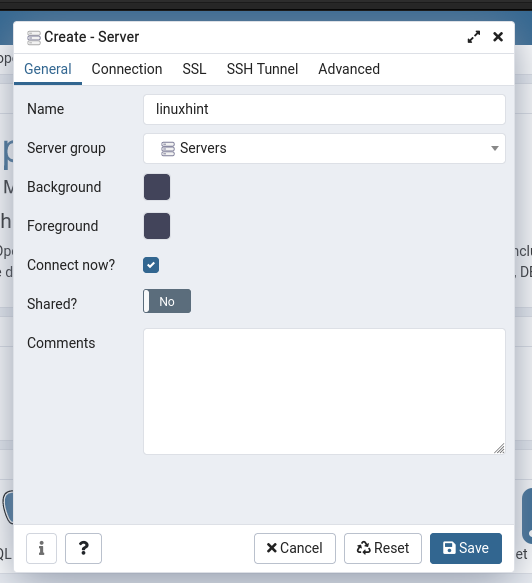 Create - Server
General Connection SSL SSH Tunnel Advanced
Name linuxhint
Server group Servers
Background
Foreground
Connect now?
Shared? No
Comments
i ? Cancel Reset Save